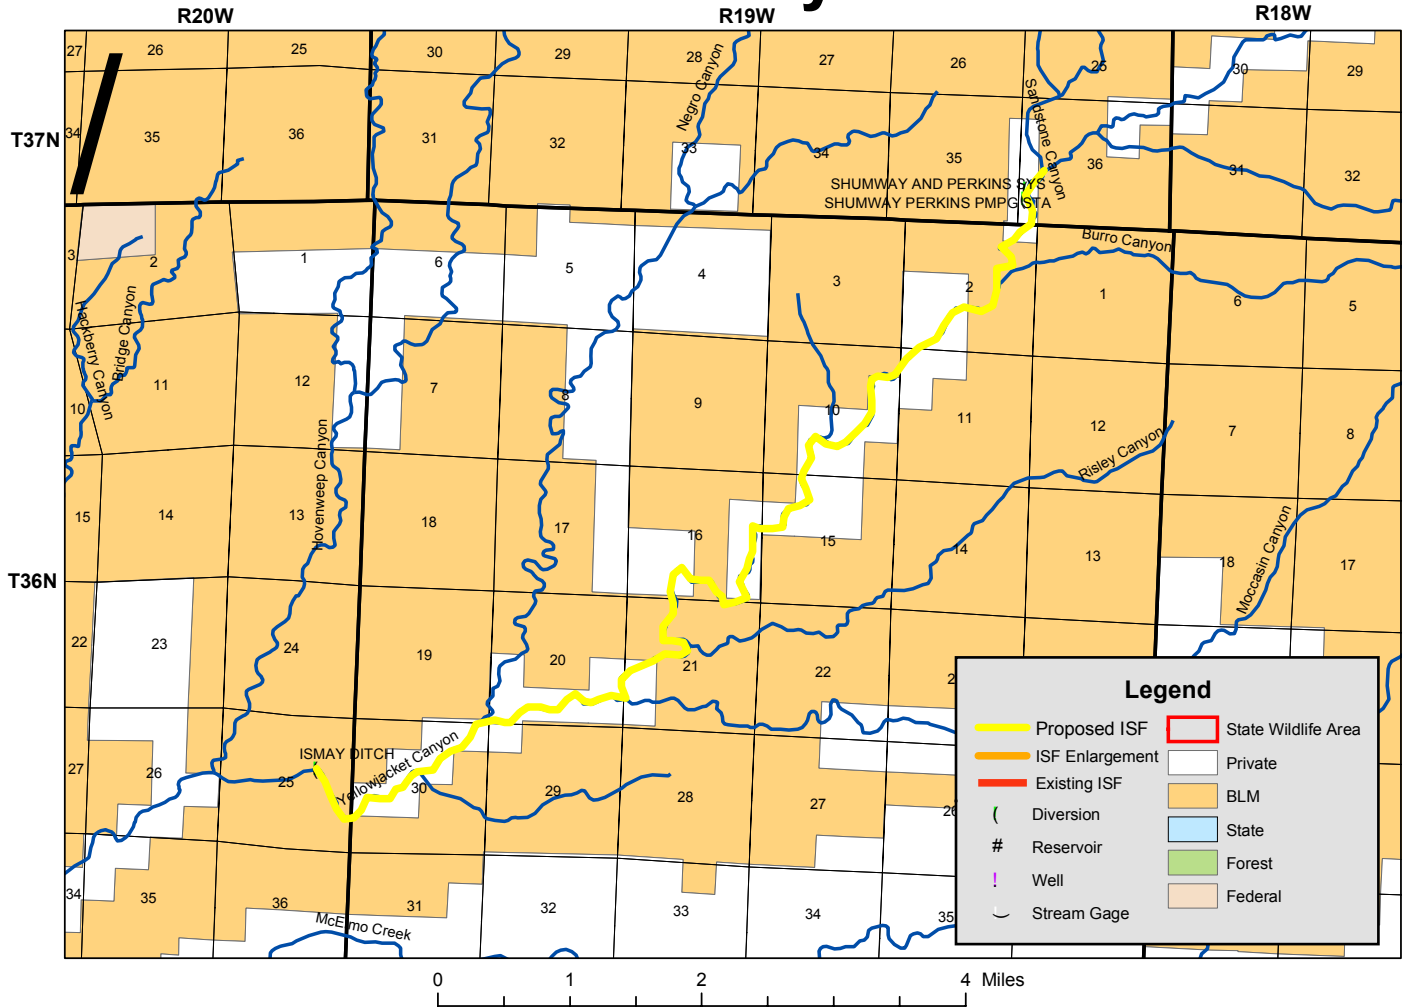 R20W R19W R18W
27 26 25 30 29 28 27 26 25 30 29
T37N
34 35 36 31 32 33 34 35 36 31 32
Negro Canyon
Sandstone Canyon
SHUMWAY AND PERKINS SYS
SHUMWAY PERKINS PMPG STA
Burro Canyon
3 2 1 6 5 4 3 2 1 6 5
Hackberry Canyon
Bridge Canyon
10 11 12 7 8 9 10 11 12 7 8
Hovenweep Canyon
Risley Canyon
Moccasin Canyon
15 14 13 18 17 16 15 14 13 18 17
T36N
22 23 24 19 20 21 22
ISMAY DITCH
Yellowjacket Canyon
27 26 25 30 29 28 27 26
34 35 36 31 32 33 34 35
McElmo Creek
Legend
Proposed ISF
ISF Enlargement
Existing ISF
( Diversion
# Reservoir
! Well
Stream Gage
State Wildlife Area
Private
BLM
State
Forest
Federal
0 1 2 4 Miles